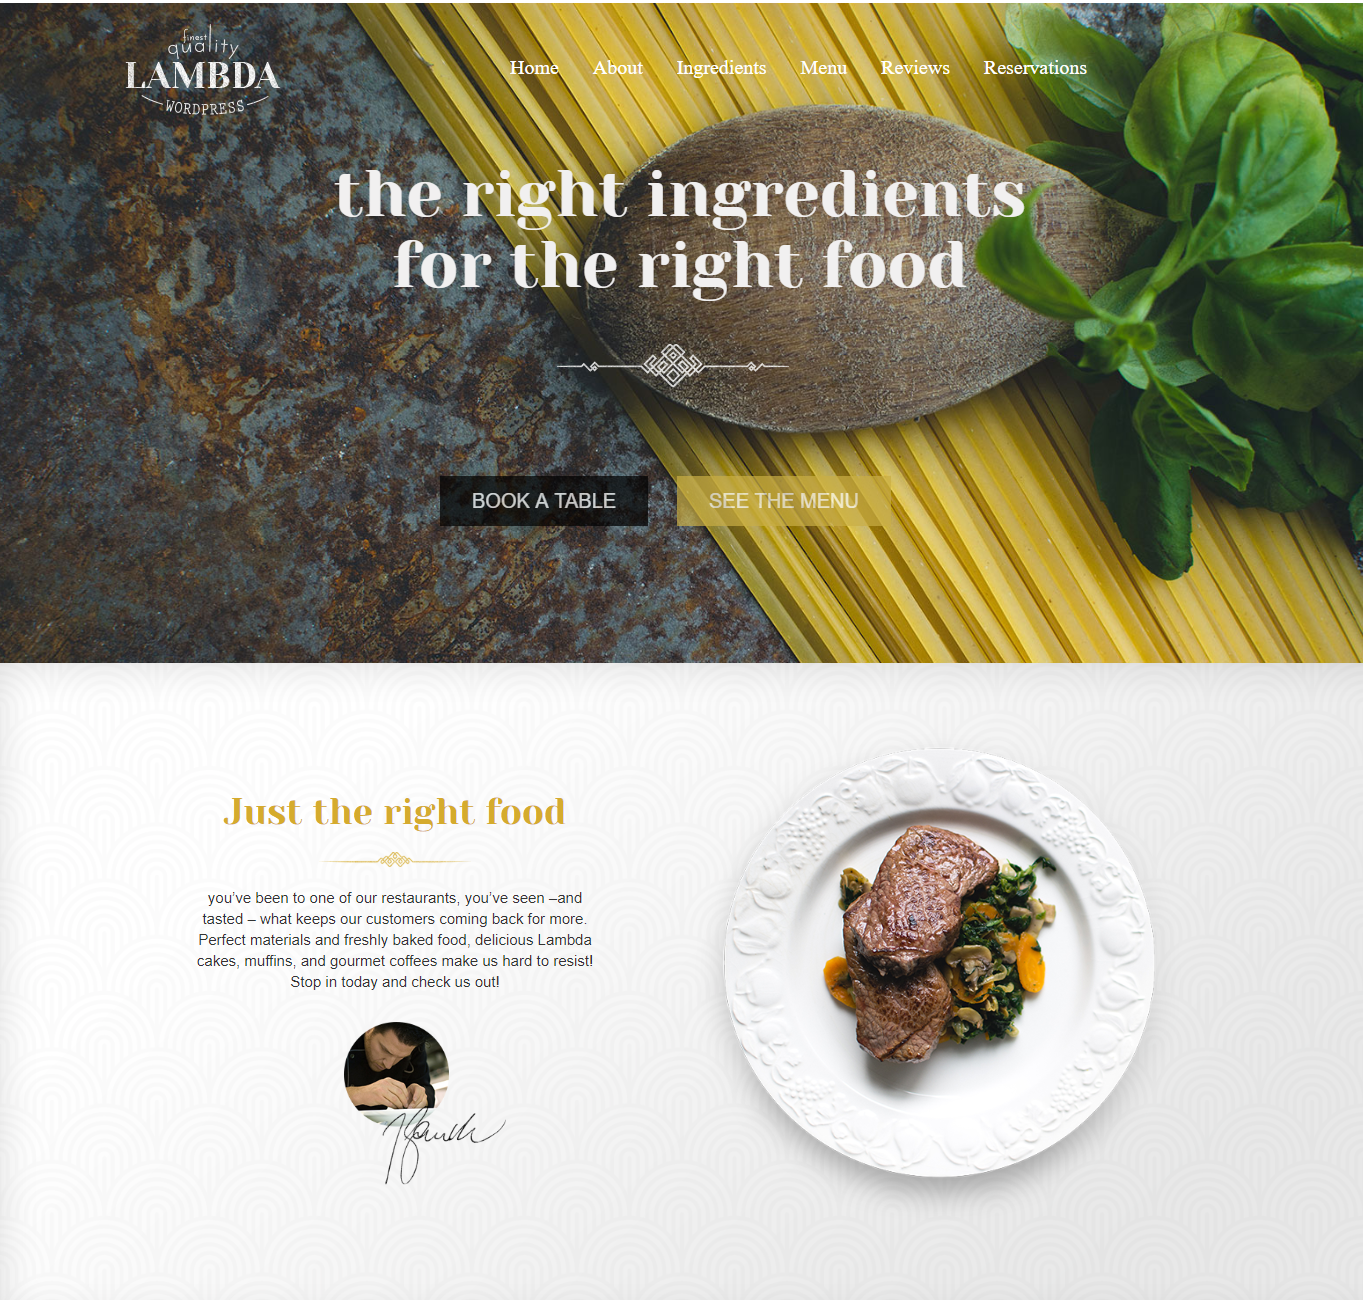 finest
quality
LAMBDA
WORDPRESS
Home About Ingredients Menu Reviews Reservations
the right ingredients
for the right food
BOOK A TABLE SEE THE MENU
Just the right food
you’ve been to one of our restaurants, you’ve seen –and
tasted – what keeps our customers coming back for more.
Perfect materials and freshly baked food, delicious Lambda
cakes, muffins, and gourmet coffees make us hard to resist!
Stop in today and check us out!